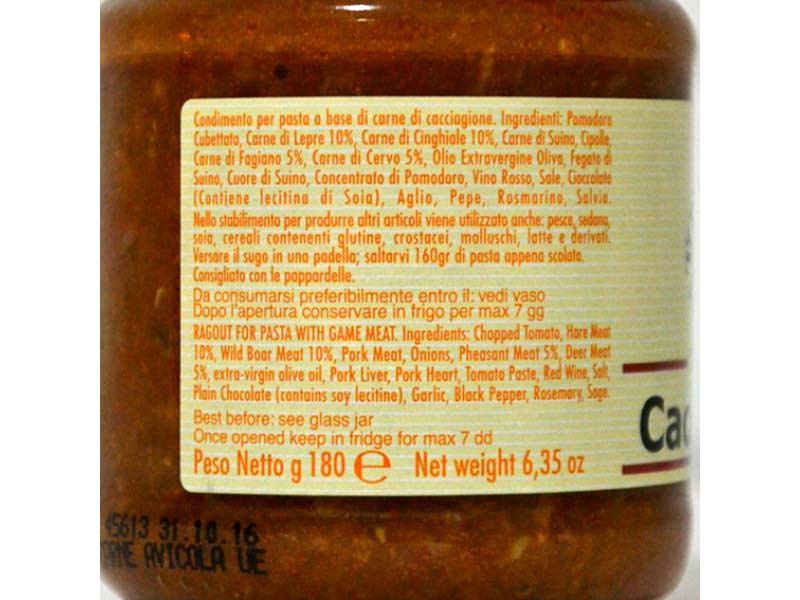 Condimento per pasta a base di carne di cacciagione. Ingredienti: Pomodoro
Cubettato, Carne di Lepre 10%, Carne di Cinghiale 10%, Carne di Suino, Cipolle,
Carne di Fagiano 5%, Carne di Cervo 5%, Olio Extravergine Oliva, Fegato di
Suino, Cuore di Suino, Concentrato di Pomodoro, Vino Rosso, Sale, Cioccolato
(Contiene lecitina di Soia), Aglio, Pepe, Rosmarino, Salvia.
Nello stabilimento per produrre altri articoli viene utilizzato anche: pesce, sedano,
soia, cereali contenenti glutine, crostacei, molluschi, latte e derivati.
Versare il sugo in una padella; saltarvi 160gr di pasta appena scolata.
Consigliato con le pappardelle.
Da consumarsi preferibilmente entro il: vedi vaso
Dopo l'apertura conservare in frigo per max 7 gg
RAGOUT FOR PASTA WITH GAME MEAT. Ingredients: Chopped Tomato, Hare Meat
10%, Wild Boar Meat 10%, Pork Meat, Onions, Pheasant Meat 5%, Deer Meat
5%, extra-virgin olive oil, Pork Liver, Pork Heart, Tomato Paste, Red Wine, Salt,
Plain Chocolate (contains soy lecitine), Garlic, Black Pepper, Rosemary, Sage.
Best before: see glass jar
Once opened keep in fridge for max 7 dd
Peso Netto g 180 e Net weight 6,35 oz
Cac
45613 31.10.16
CARNE AVICOLA UE